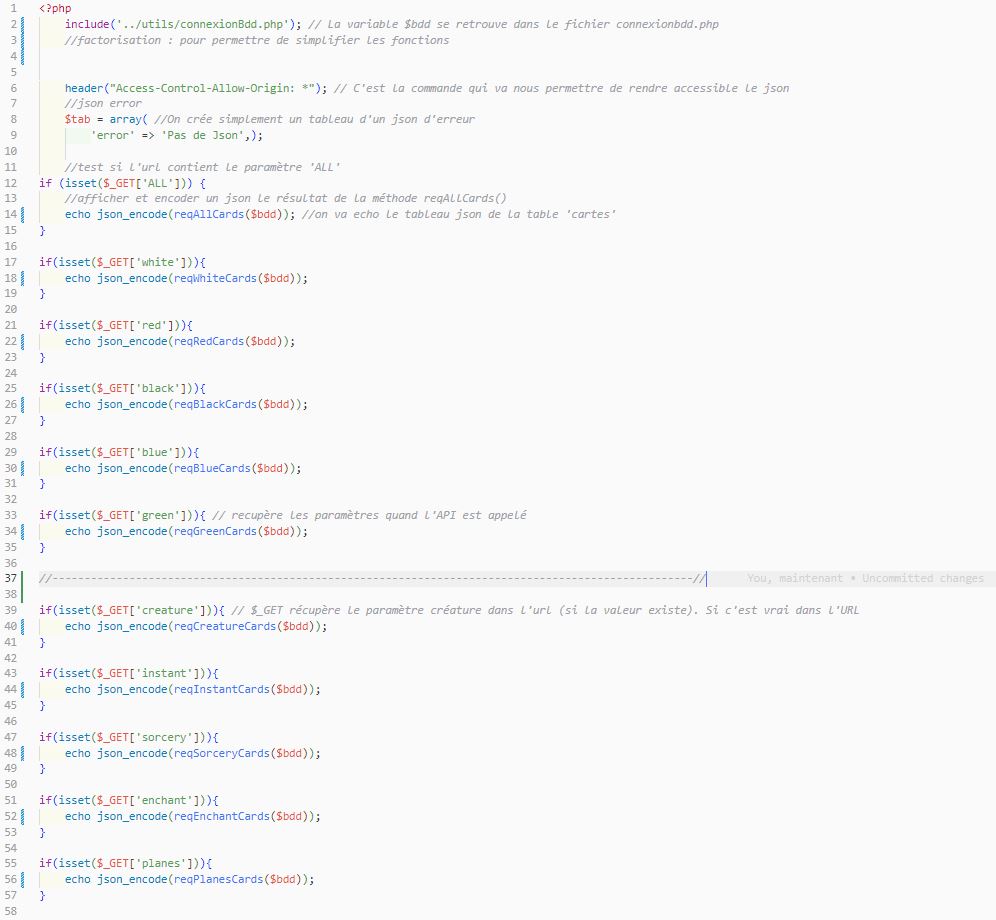 1 <?php
2 include('../utils/connexionBdd.php'); // La variable $bdd se retrouve dans le fichier connexionbdd.php
3 //factorisation : pour permettre de simplifier les fonctions
4
5
6 header("Access-Control-Allow-Origin: *"); // C'est la commande qui va nous permettre de rendre accessible le json
7 //json error
8 $tab = array( //On crée simplement un tableau d'un json d'erreur
9 'error' => 'Pas de Json',);
10
11 //test si l'url contient le paramètre 'ALL'
12 if (isset($_GET['ALL'])) {
13 //afficher et encoder un json le résultat de la méthode reqAllCards()
14 echo json_encode(reqAllCards($bdd)); //on va echo le tableau json de la table 'cartes'
15 }
16
17 if(isset($_GET['white'])){
18 echo json_encode(reqWhiteCards($bdd));
19 }
20
21 if(isset($_GET['red'])){
22 echo json_encode(reqRedCards($bdd));
23 }
24
25 if(isset($_GET['black'])){
26 echo json_encode(reqBlackCards($bdd));
27 }
28
29 if(isset($_GET['blue'])){
30 echo json_encode(reqBlueCards($bdd));
31 }
32
33 if(isset($_GET['green'])){ // recupère les paramètres quand l'API est appelé
34 echo json_encode(reqGreenCards($bdd));
35 }
36
37 //----------------------------------------------------------------------------------------------------// You, maintenant • Uncommitted changes
38
39 if(isset($_GET['creature'])){ // $_GET récupère le paramètre créature dans l'url (si la valeur existe). Si c'est vrai dans l'URL
40 echo json_encode(reqCreatureCards($bdd));
41 }
42
43 if(isset($_GET['instant'])){
44 echo json_encode(reqInstantCards($bdd));
45 }
46
47 if(isset($_GET['sorcery'])){
48 echo json_encode(reqSorceryCards($bdd));
49 }
50
51 if(isset($_GET['enchant'])){
52 echo json_encode(reqEnchantCards($bdd));
53 }
54
55 if(isset($_GET['planes'])){
56 echo json_encode(reqPlanesCards($bdd));
57 }
58